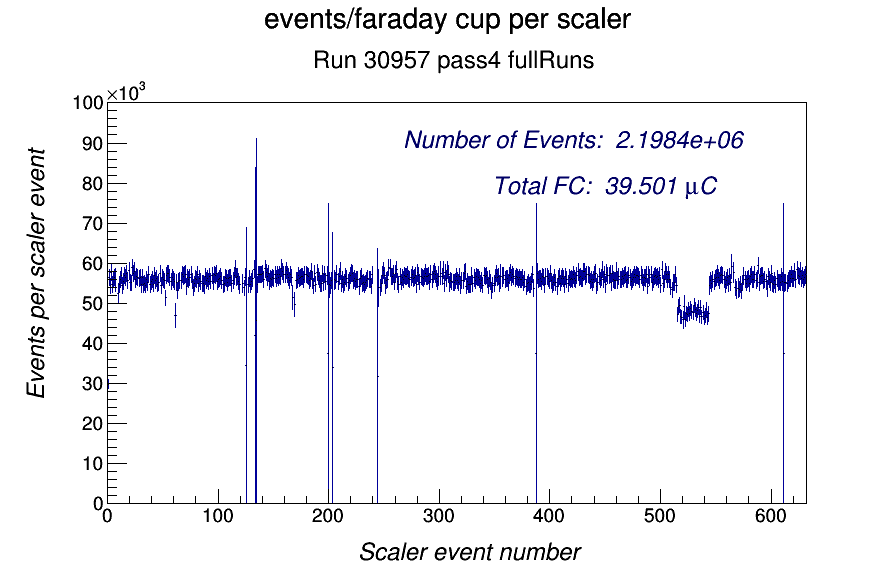 events/faraday cup per scaler
Run 30957 pass4 fullRuns
×10³
100
90
80
70
60
50
40
30
20
10
0
Events per scaler event
Number of Events: 2.1984e+06
Total FC: 39.501 μC
0 100 200 300 400 500 600
Scaler event number